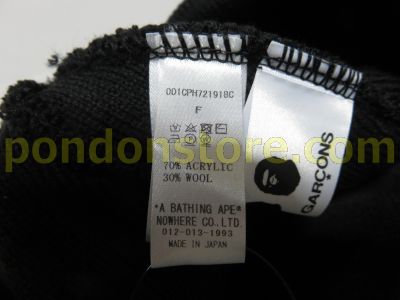 001CPH721918C
F
pondonstore.com
70% ACRYLIC
30% WOOL
*A BATHING APE®
NOWHERE CO.,LTD.
012-013-1993
MADE IN JAPAN
GARÇONS